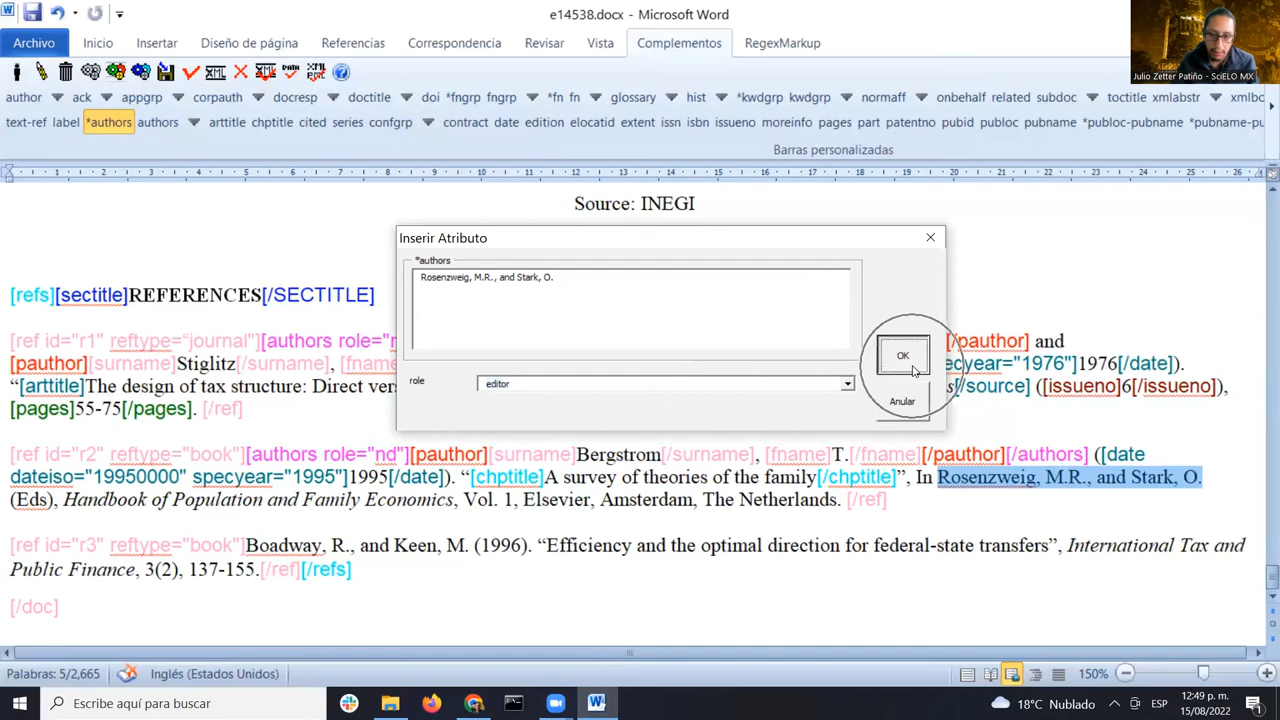 e14538.docx - Microsoft Word
Archivo Inicio Insertar Diseño de página Referencias Correspondencia Revisar Vista Complementos RegexMarkup
Julio Zetter Patiño - SciELO MX
author ack appgrp corpauth docresp doctitle doi *fngrp fngrp *fn fn glossary hist *kwdgrp kwdgrp normaff onbehalf related subdoc toctitle xmlabstr xmlbo
text-ref label *authors authors arttitle chptitle cited series confgrp contract date edition elocatid extent issn isbn issueno moreinfo pages part patentno pubid publoc pubname *publoc-pubname *pubname-pu
Barras personalizadas
Source: INEGI
Inserir Atributo
*authors
Rosenzweig, M.R., and Stark, O.
OK
role editor
Anular
[refs][sectitle]REFERENCES[/SECTITLE]
[ref id="r1" reftype="journal"][authors role="n [/pauthor] and
[pauthor][surname]Stiglitz[/surname], [fname ecyear="1976"]1976[/date]).
“[arttitle]The design of tax structure: Direct ver s[/source] ([issueno]6[/issueno]),
[pages]55-75[/pages]. [/ref]
[ref id="r2" reftype="book"][authors role="nd"][pauthor][surname]Bergstrom[/surname], [fname]T.[/fname][/pauthor][/authors] ([date
dateiso="19950000" specyear="1995"]1995[/date]). “[chptitle]A survey of theories of the family[/chptitle]”, In Rosenzweig, M.R., and Stark, O.
(Eds), Handbook of Population and Family Economics, Vol. 1, Elsevier, Amsterdam, The Netherlands. [/ref]
[ref id="r3" reftype="book"]Boadway, R., and Keen, M. (1996). “Efficiency and the optimal direction for federal-state transfers”, International Tax and
Public Finance, 3(2), 137-155.[/ref][/refs]
[/doc]
Palabras: 5/2,665 Inglés (Estados Unidos) 150%
Escribe aquí para buscar 18°C Nublado ESP 12:49 p. m.
15/08/2022